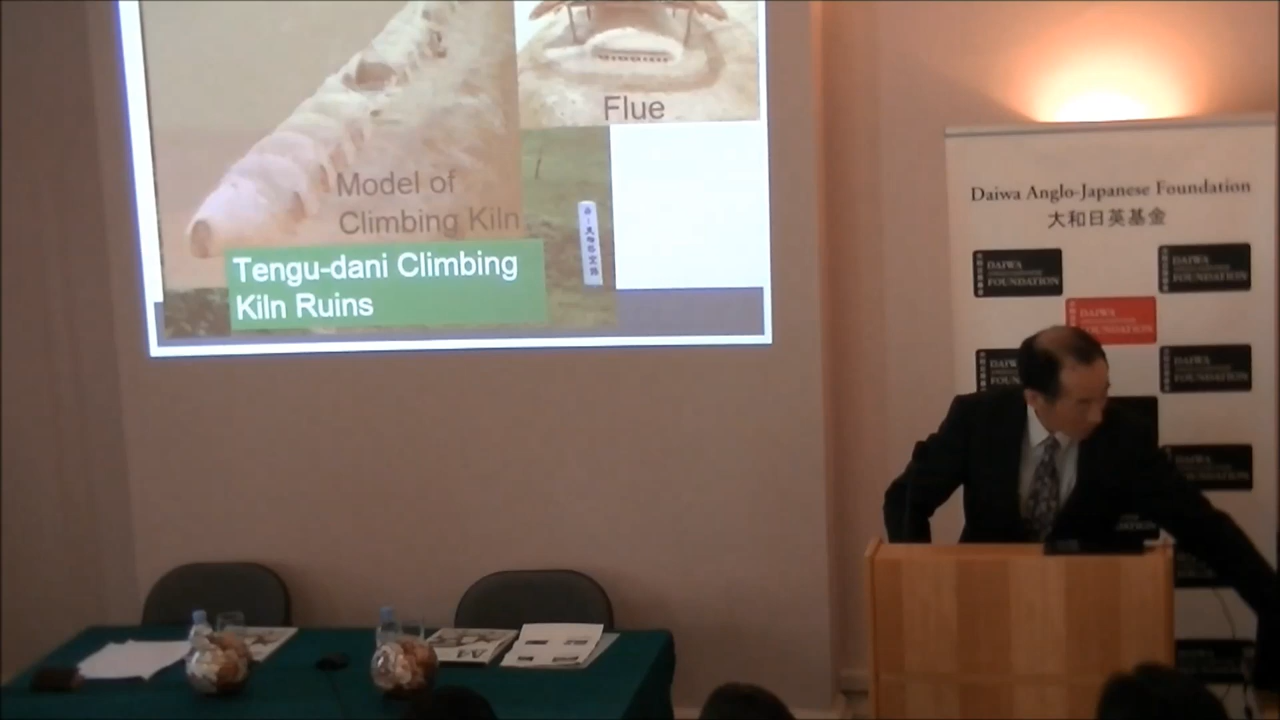 Flue
Model of
Climbing Kiln
Tengu-dani Climbing
Kiln Ruins
Daiwa Anglo-Japanese Foundation
大和日英基金
DAIWA
FOUNDATION
DAIWA
FOUNDATION
DAIWA
FOUNDATION
DAIWA
FOUNDATION
DAIWA
FOUNDATION